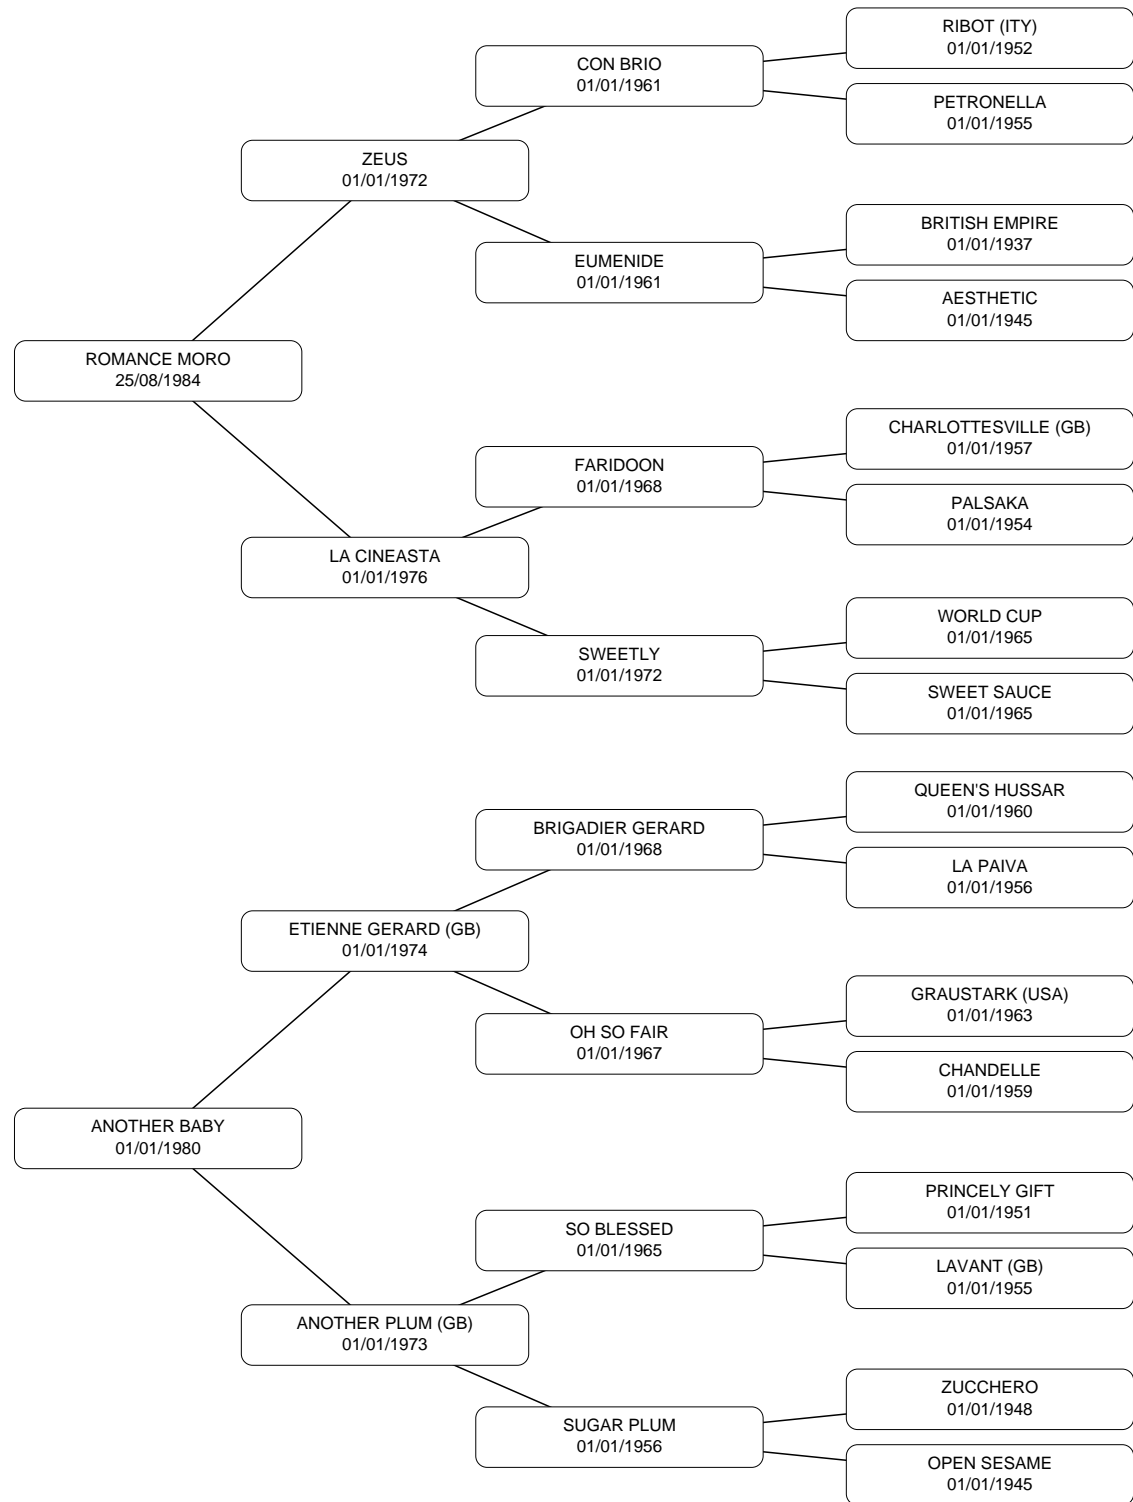 RIBOT (ITY)
01/01/1952
CON BRIO
01/01/1961
PETRONELLA
01/01/1955
ZEUS
01/01/1972
BRITISH EMPIRE
01/01/1937
EUMENIDE
01/01/1961
AESTHETIC
01/01/1945
ROMANCE MORO
25/08/1984
CHARLOTTESVILLE (GB)
01/01/1957
FARIDOON
01/01/1968
PALSAKA
01/01/1954
LA CINEASTA
01/01/1976
WORLD CUP
01/01/1965
SWEETLY
01/01/1972
SWEET SAUCE
01/01/1965
QUEEN'S HUSSAR
01/01/1960
BRIGADIER GERARD
01/01/1968
LA PAIVA
01/01/1956
ETIENNE GERARD (GB)
01/01/1974
GRAUSTARK (USA)
01/01/1963
OH SO FAIR
01/01/1967
CHANDELLE
01/01/1959
ANOTHER BABY
01/01/1980
PRINCELY GIFT
01/01/1951
SO BLESSED
01/01/1965
LAVANT (GB)
01/01/1955
ANOTHER PLUM (GB)
01/01/1973
ZUCCHERO
01/01/1948
SUGAR PLUM
01/01/1956
OPEN SESAME
01/01/1945